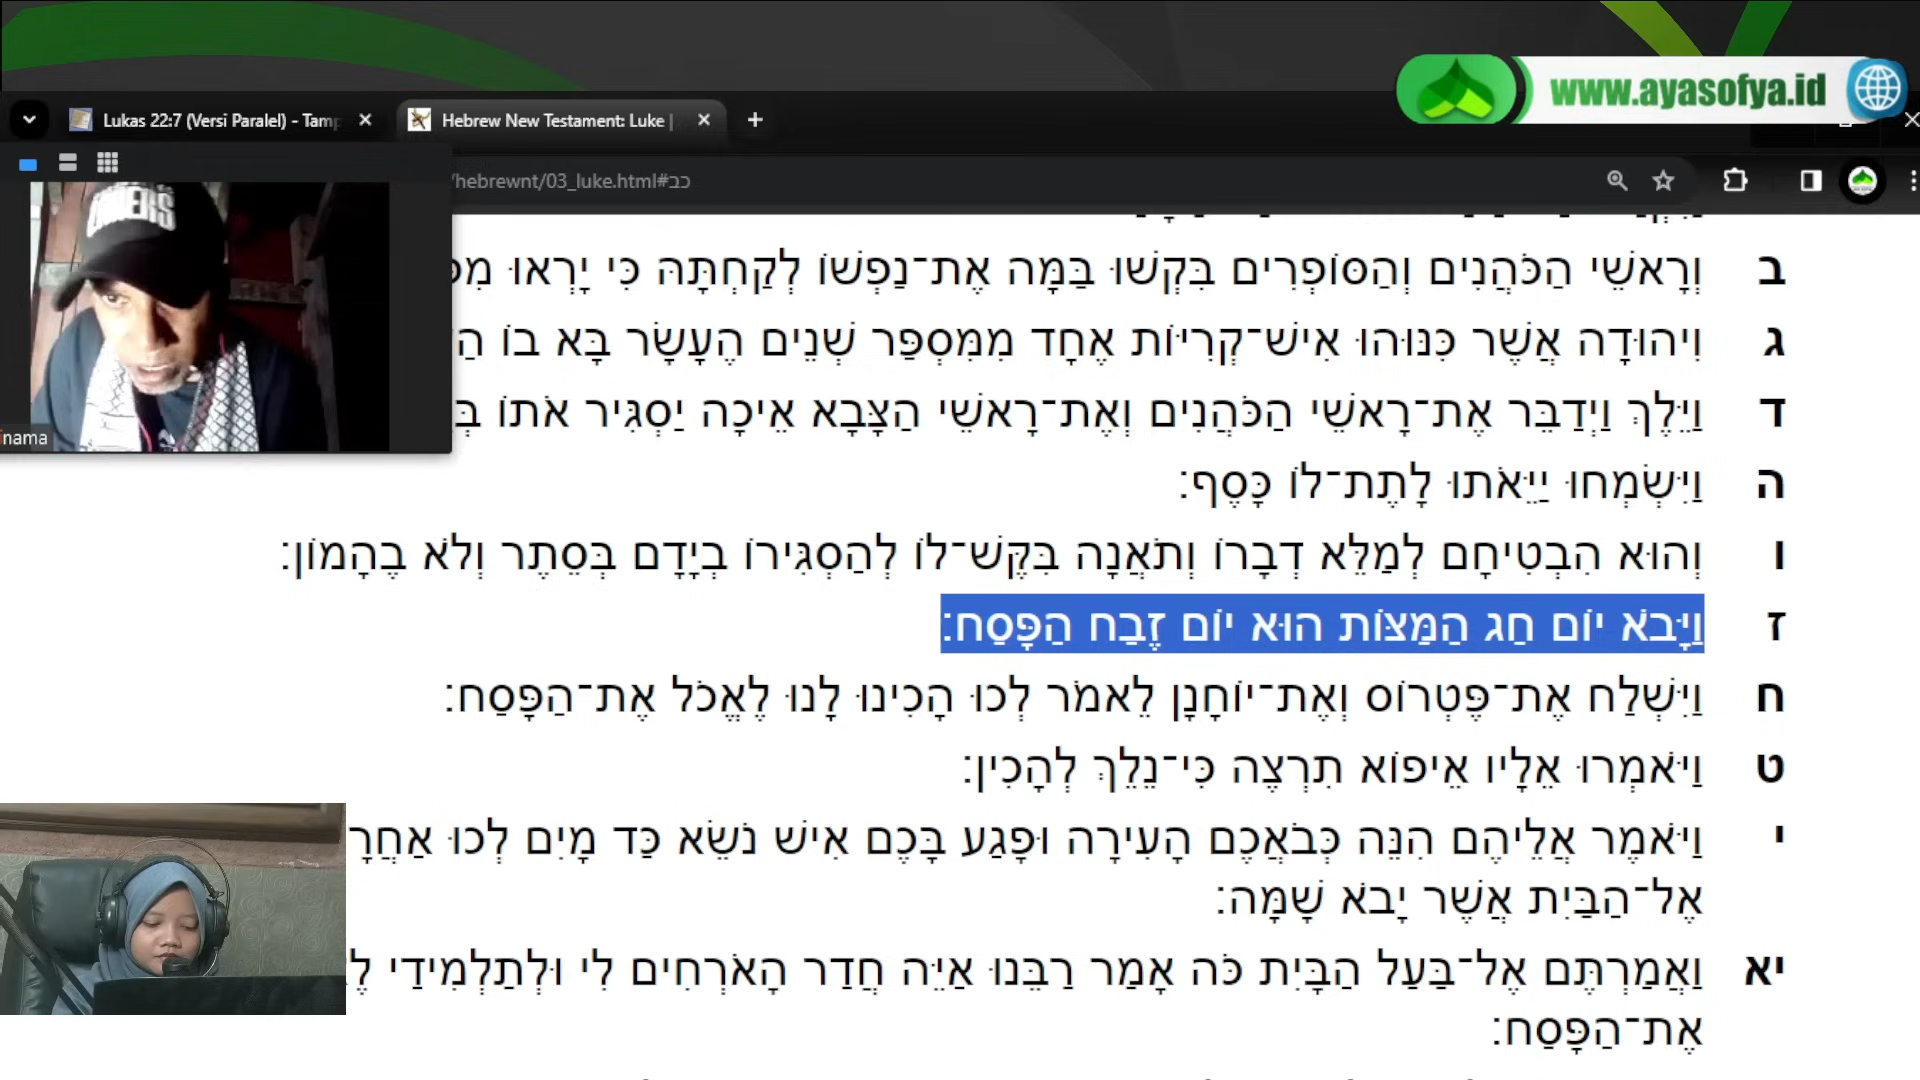 www.ayasofya.id
Lukas 22:7 (Versi Paralel) - Tamp
Hebrew New Testament: Luke |
/hebrewnt/03_luke.html#כב
ב וְרָאשֵׁי הַכֹּהֲנִים וְהַסּוֹפְרִים בִּקְשׁוּ בַּמָּה אֶת־נַפְשׁוֹ לְקַחְתָּהּ כִּי יָרְאוּ
ג וִיהוּדָה אֲשֶׁר כִּנּוּהוּ אִישׁ־קְרִיּוֹת אֶחָד מִמִּסְפַּר שְׁנֵים הֶעָשָׂר בָּא בוֹ
ד וַיֵּלֶךְ וַיְדַבֵּר אֶת־רָאשֵׁי הַכֹּהֲנִים וְאֶת־רָאשֵׁי הַצָּבָא אֵיכָה יַסְגִּיר אֹתוֹ
ה וַיִּשְׂמְחוּ וַיֵּאֹתוּ לָתֶת־לוֹ כָּסֶף׃
ו וְהוּא הִבְטִיחָם לְמַלֵּא דְבָרוֹ וְתֹאֲנָה בִּקֶּשׁ־לוֹ לְהַסְגִּירוֹ בְיָדָם בְּסֵתֶר וְלֹא בֶהָמוֹן׃
ז וַיָּבֹא יוֹם חַג הַמַּצּוֹת הוּא יוֹם זֶבַח הַפָּסַח׃
ח וַיִּשְׁלַח אֶת־פֶּטְרוֹס וְאֶת־יוֹחָנָן לֵאמֹר לְכוּ הָכִינוּ לָנוּ לֶאֱכֹל אֶת־הַפָּסַח׃
ט וַיֹּאמְרוּ אֵלָיו אֵיפוֹא תִרְצֶה כִּי־נֵלֵךְ לְהָכִין׃
י וַיֹּאמֶר אֲלֵיהֶם הִנֵּה כְּבֹאֲכֶם הָעִירָה וּפָגַע בָּכֶם אִישׁ נֹשֵׂא כַּד מָיִם לְכוּ אַחֲרָ
אֶל־הַבַּיִת אֲשֶׁר יָבֹא שָׁמָּה׃
יא וַאֲמַרְתֶּם אֶל־בַּעַל הַבָּיִת כֹּה אָמַר רַבֵּנוּ אַיֵּה חֲדַר הָאֹרְחִים לִי וּלְתַלְמִידַי
אֶת־הַפָּסַח׃
nama